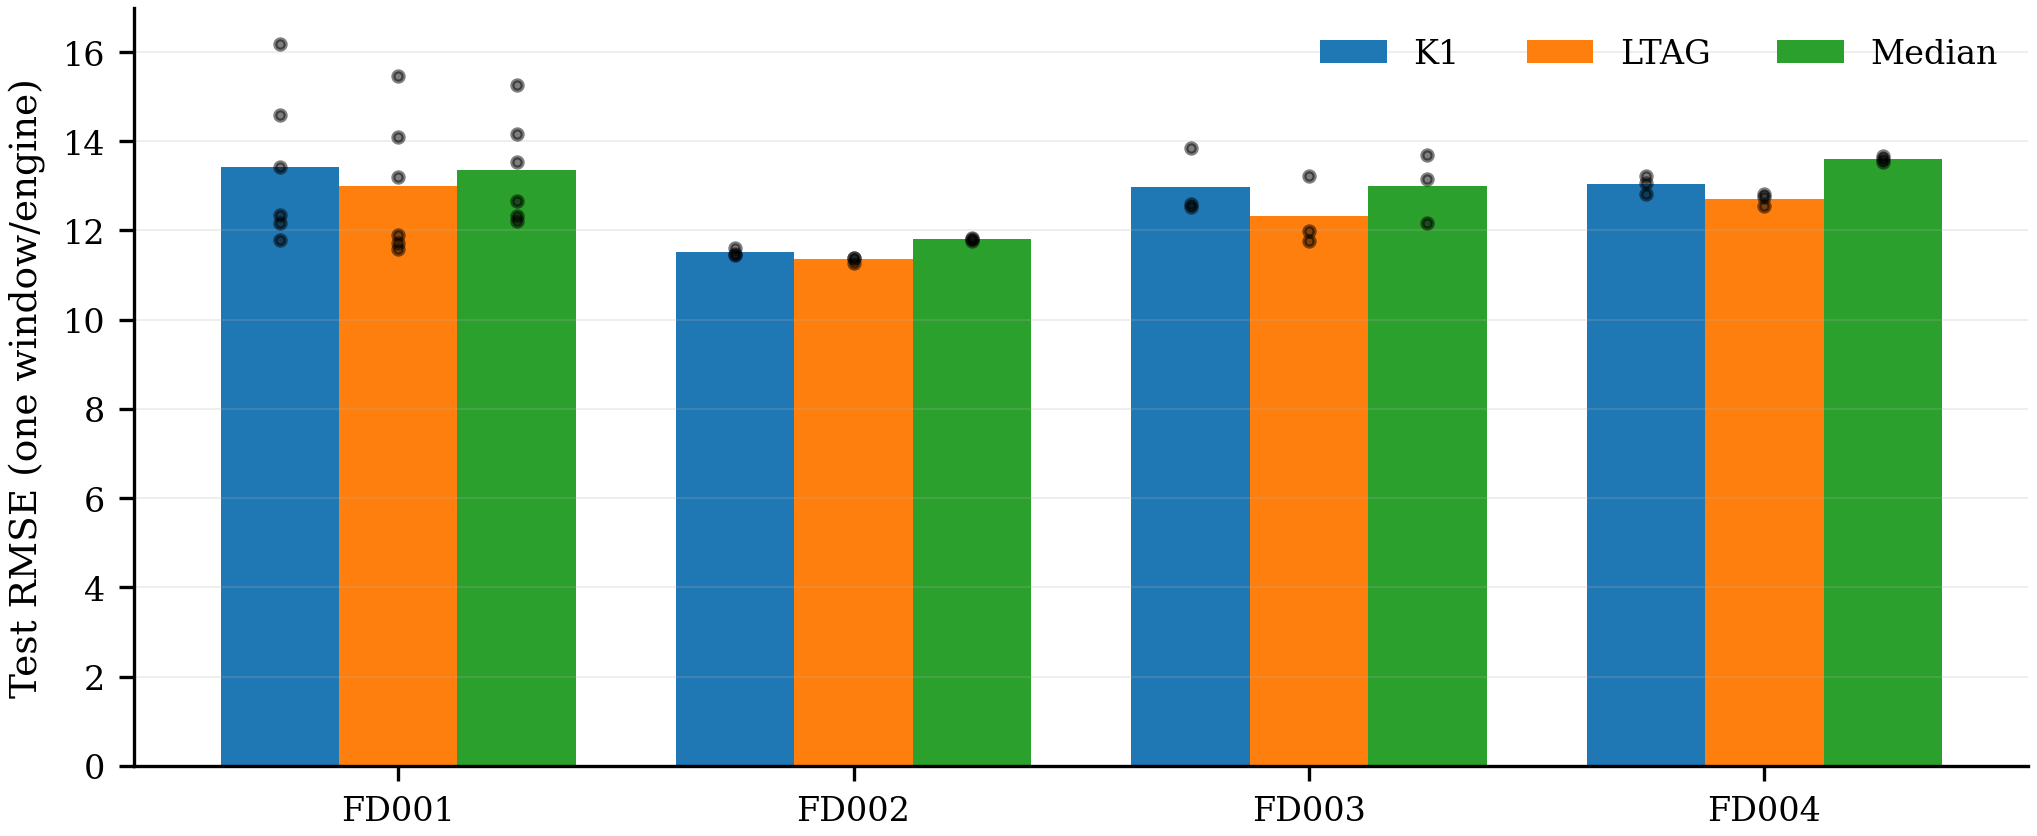 Test RMSE (one window/engine)
16
14
12
10
8
6
4
2
0
K1
LTAG
Median
FD001
FD002
FD003
FD004